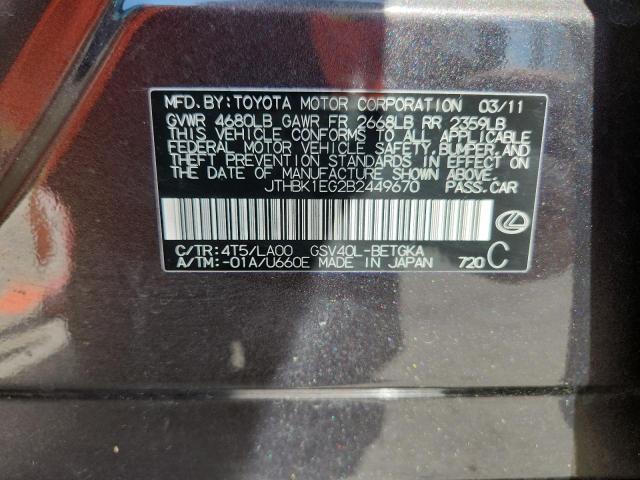 MFD. BY: TOYOTA MOTOR CORPORATION 03/11
GVWR 4680LB GAWR FR 2668LB RR 2359LB
THIS VEHICLE CONFORMS TO ALL APPLICABLE
FEDERAL MOTOR VEHICLE SAFETY, BUMPER, AND
THEFT PREVENTION STANDARDS IN EFFECT ON
THE DATE OF MANUFACTURE SHOWN ABOVE.
JTHBK1EG2B2449670 PASS. CAR
C/TR: 4T5/LA00 GSV40L-BETGKA
A/TM: -01A/U660E MADE IN JAPAN 720 C